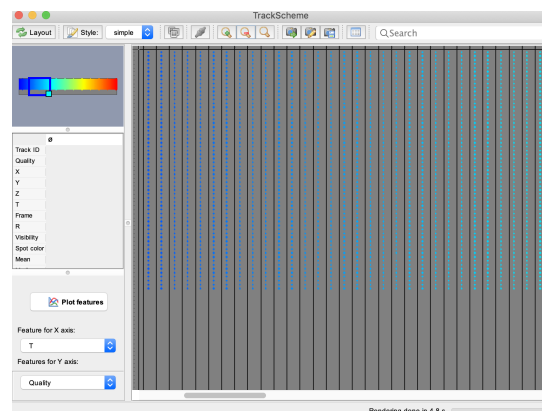 TrackScheme
Layout Style: simple Search
ø
Track ID
Quality
X
Y
Z
T
Frame
R
Visibility
Spot color
Mean
Plot features
Feature for X axis:
T
Features for Y axis:
Quality
Rendering done in 4.8 s